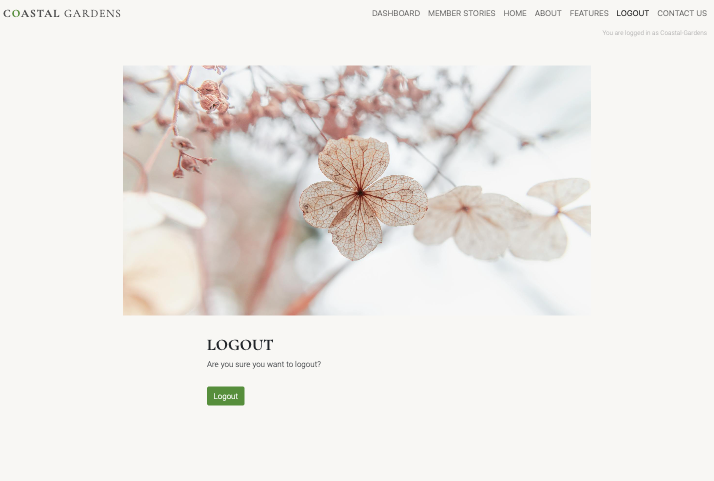 COASTAL GARDENS
DASHBOARD MEMBER STORIES HOME ABOUT FEATURES LOGOUT CONTACT US
You are logged in as Coastal-Gardens
LOGOUT
Are you sure you want to logout?
Logout